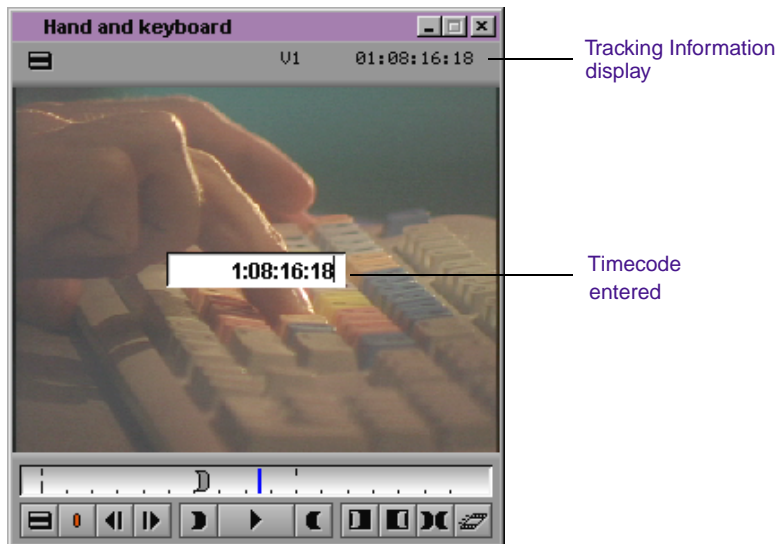 Hand and keyboard
V1 01:08:16:18
Tracking Information
display
1:08:16:18
Timecode
entered